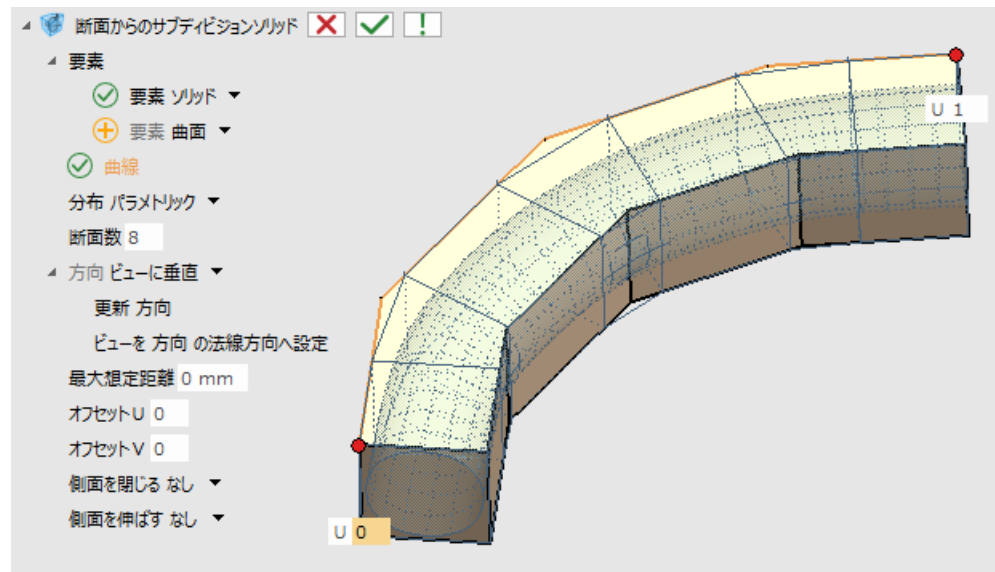 断面からのサブディビジョンソリッド
要素
要素 ソリッド
要素 曲面
曲線
分布 パラメトリック
断面数 8
方向 ビューに垂直
更新 方向
ビューを 方向 の法線方向へ設定
最大想定距離 0 mm
オフセットU 0
オフセットV 0
側面を閉じる なし
側面を伸ばす なし
U 1
U 0